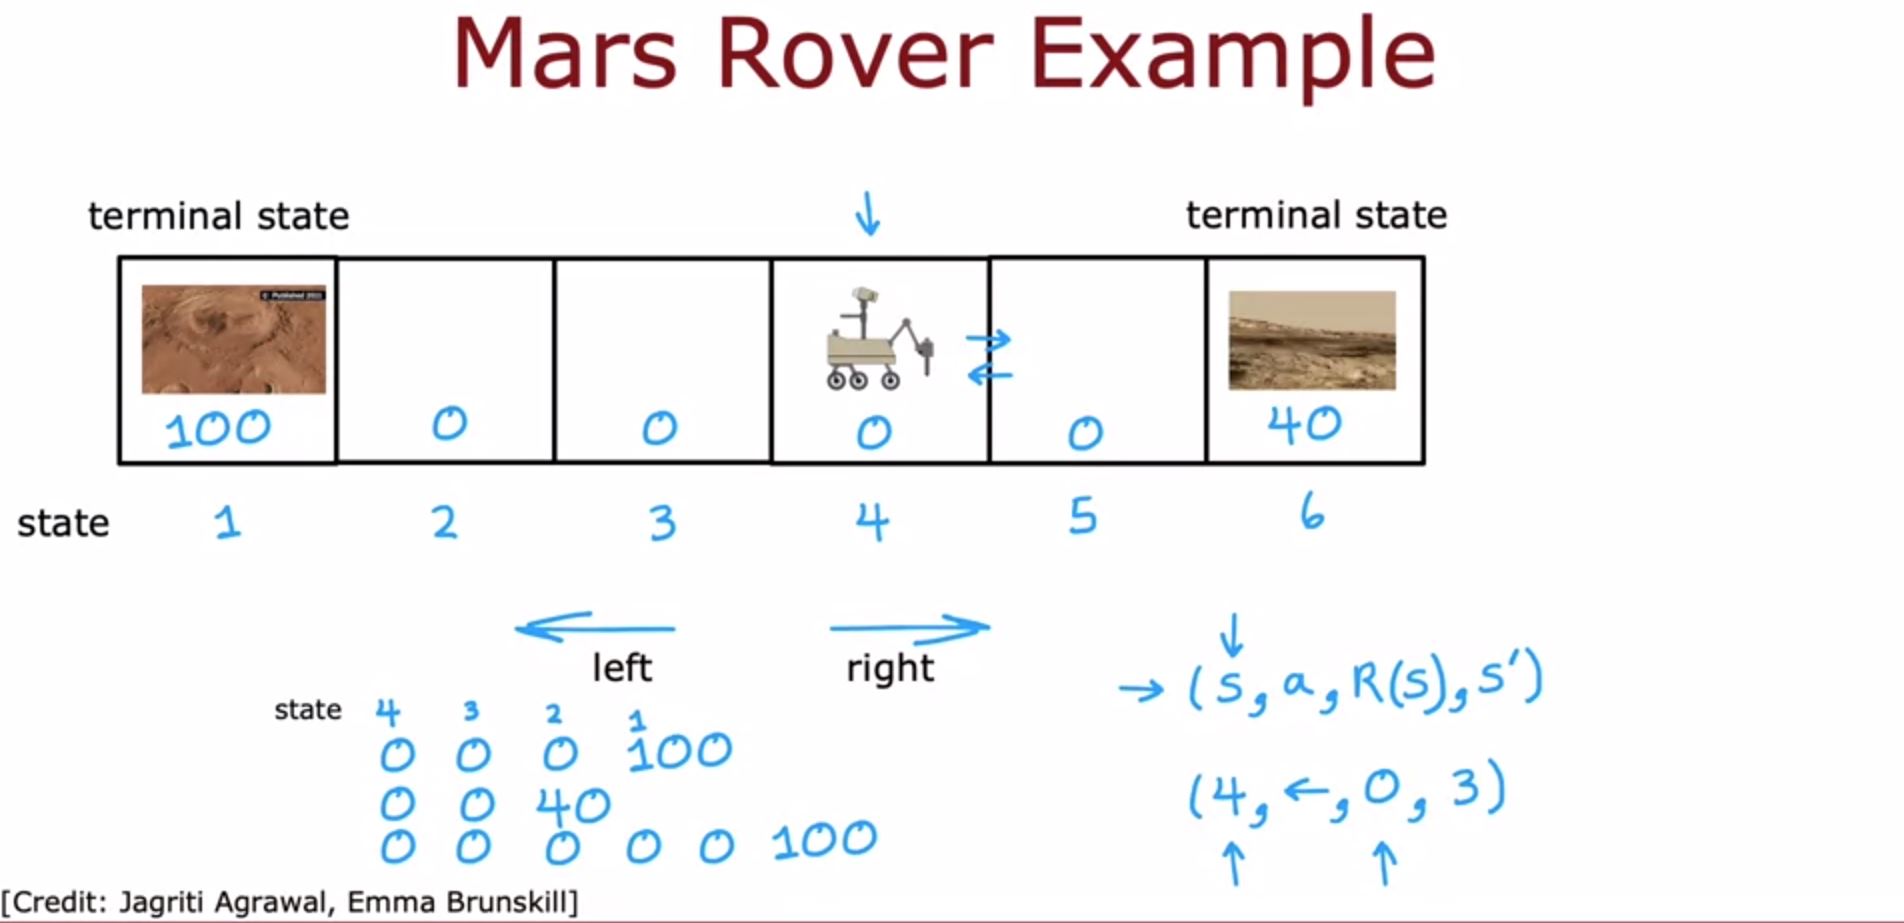 Mars Rover Example
terminal state
terminal state
↓
© Published 2021
→
←
100 0 0 0 0 40
state 1 2 3 4 5 6
← →
left right
state 4 3 2 1
0 0 0 100
0 0 40
0 0 0 0 0 100
↓
→ (s, a, R(s), s')
(4, ←, 0, 3)
↑ ↑
[Credit: Jagriti Agrawal, Emma Brunskill]